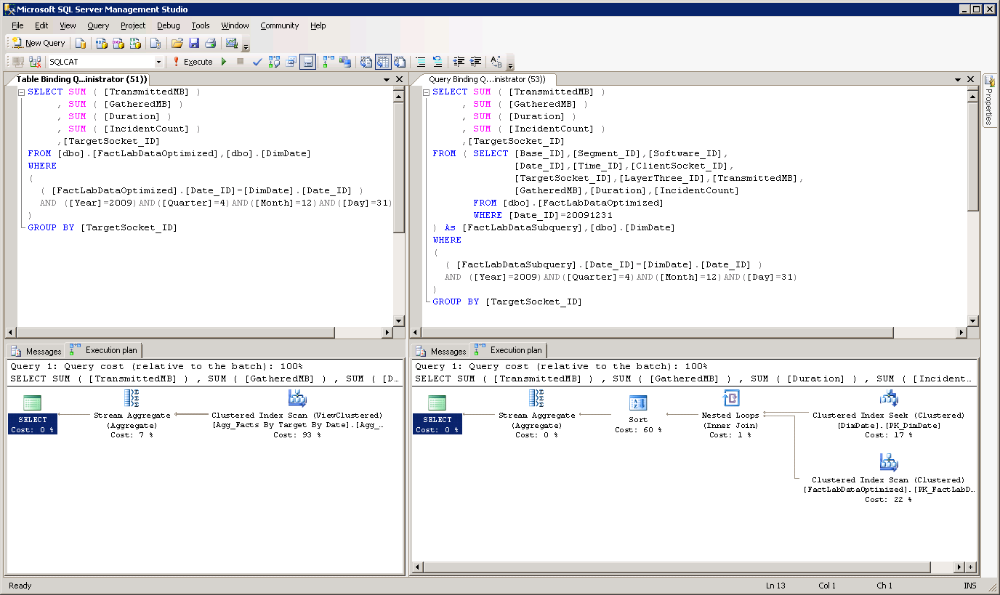 Microsoft SQL Server Management Studio
File Edit View Query Project Debug Tools Window Community Help
New Query
SQLCAT Execute
Table Binding Q...inistrator (51))
SELECT SUM ( [TransmittedMB] )
, SUM ( [GatheredMB] )
, SUM ( [Duration] )
, SUM ( [IncidentCount] )
,[TargetSocket_ID]
FROM [dbo].[FactLabDataOptimized],[dbo].[DimDate]
WHERE
(
( [FactLabDataOptimized].[Date_ID]=[DimDate].[Date_ID] )
AND ([Year]=2009)AND([Quarter]=4)AND([Month]=12)AND([Day]=31)
)
GROUP BY [TargetSocket_ID]
Messages Execution plan
Query 1: Query cost (relative to the batch): 100%
SELECT SUM ( [TransmittedMB] ) , SUM ( [GatheredMB] ) , SUM ( [D...
SELECT
Cost: 0 %
Stream Aggregate
(Aggregate)
Cost: 7 %
Clustered Index Scan (ViewClustered)
[Agg_Facts By Target By Date].[Agg_...
Cost: 93 %
Query Binding Q...inistrator (53))
SELECT SUM ( [TransmittedMB] )
, SUM ( [GatheredMB] )
, SUM ( [Duration] )
, SUM ( [IncidentCount] )
,[TargetSocket_ID]
FROM ( SELECT [Base_ID],[Segment_ID],[Software_ID],
[Date_ID],[Time_ID],[ClientSocket_ID],
[TargetSocket_ID],[LayerThree_ID],[TransmittedMB],
[GatheredMB],[Duration],[IncidentCount]
FROM [dbo].[FactLabDataOptimized]
WHERE [Date_ID]=20091231
) As [FactLabDataSubquery],[dbo].[DimDate]
WHERE
(
( [FactLabDataSubquery].[Date_ID]=[DimDate].[Date_ID] )
AND ([Year]=2009)AND([Quarter]=4)AND([Month]=12)AND([Day]=31)
)
GROUP BY [TargetSocket_ID]
Messages Execution plan
Query 1: Query cost (relative to the batch): 100%
SELECT SUM ( [TransmittedMB] ) , SUM ( [GatheredMB] ) , SUM ( [Duration] ) , SUM ( [Incident...
SELECT
Cost: 0 %
Stream Aggregate
(Aggregate)
Cost: 0 %
Sort
Cost: 60 %
Nested Loops
(Inner Join)
Cost: 1 %
Clustered Index Seek (Clustered)
[DimDate].[PK_DimDate]
Cost: 17 %
Clustered Index Scan (Clustered)
[FactLabDataOptimized].[PK_FactLabD...
Cost: 22 %
Properties
Ready Ln 13 Col 1 Ch 1 INS